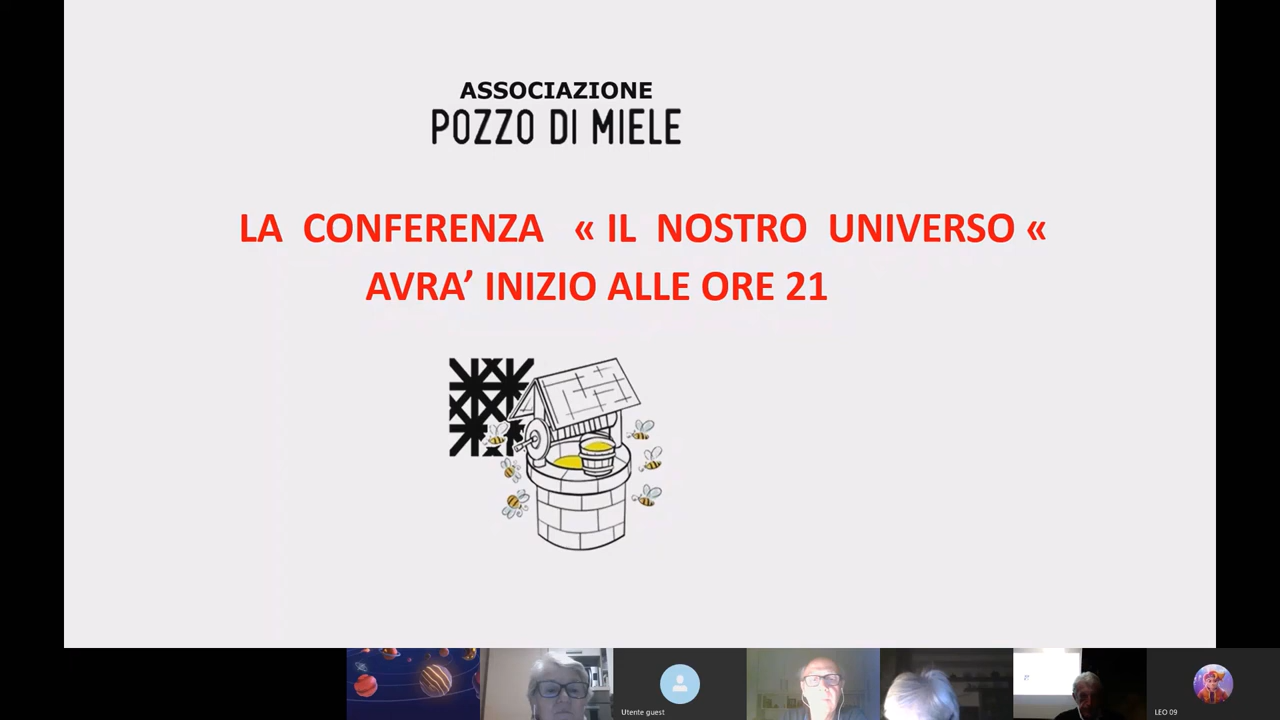 ASSOCIAZIONE
POZZO DI MIELE
LA CONFERENZA « IL NOSTRO UNIVERSO «
AVRA’ INIZIO ALLE ORE 21
Utente guest
LEO 09